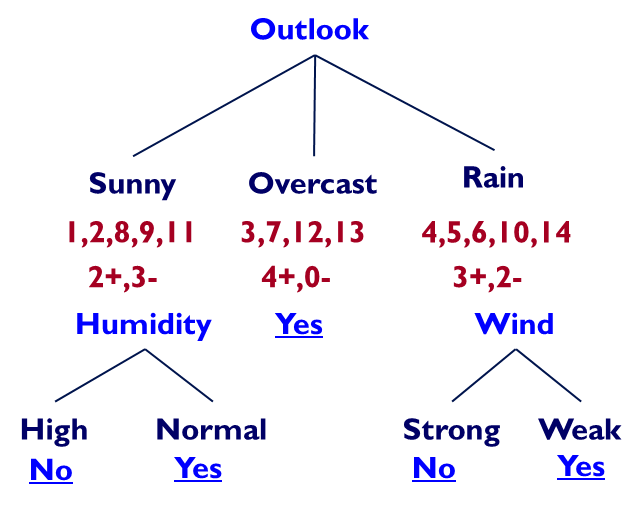 Outlook
Sunny Overcast Rain
1,2,8,9,11 3,7,12,13 4,5,6,10,14
2+,3- 4+,0- 3+,2-
Humidity Yes Wind
High Normal Strong Weak
No Yes No Yes